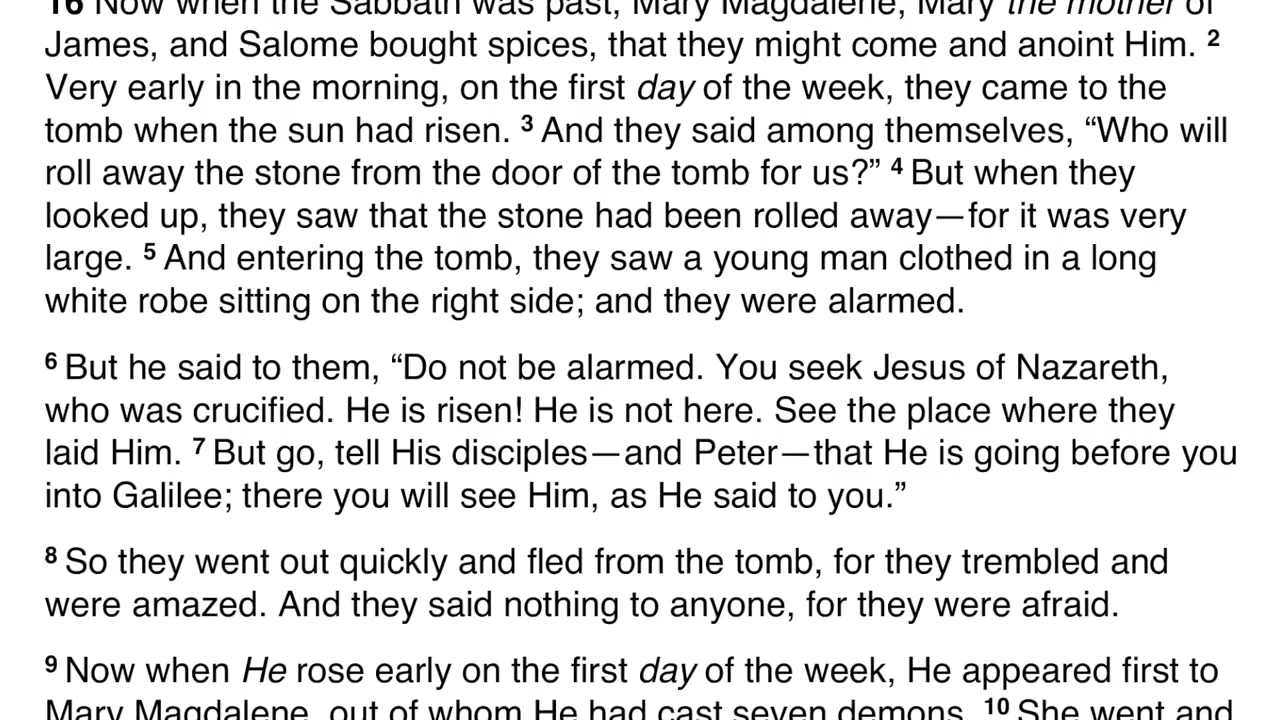 16 Now when the Sabbath was past, Mary Magdalene, Mary the mother of
James, and Salome bought spices, that they might come and anoint Him. 2
Very early in the morning, on the first day of the week, they came to the
tomb when the sun had risen. 3 And they said among themselves, “Who will
roll away the stone from the door of the tomb for us?” 4 But when they
looked up, they saw that the stone had been rolled away—for it was very
large. 5 And entering the tomb, they saw a young man clothed in a long
white robe sitting on the right side; and they were alarmed.
6 But he said to them, “Do not be alarmed. You seek Jesus of Nazareth,
who was crucified. He is risen! He is not here. See the place where they
laid Him. 7 But go, tell His disciples—and Peter—that He is going before you
into Galilee; there you will see Him, as He said to you.”
8 So they went out quickly and fled from the tomb, for they trembled and
were amazed. And they said nothing to anyone, for they were afraid.
9 Now when He rose early on the first day of the week, He appeared first to
Mary Magdalene, out of whom He had cast seven demons. 10 She went and